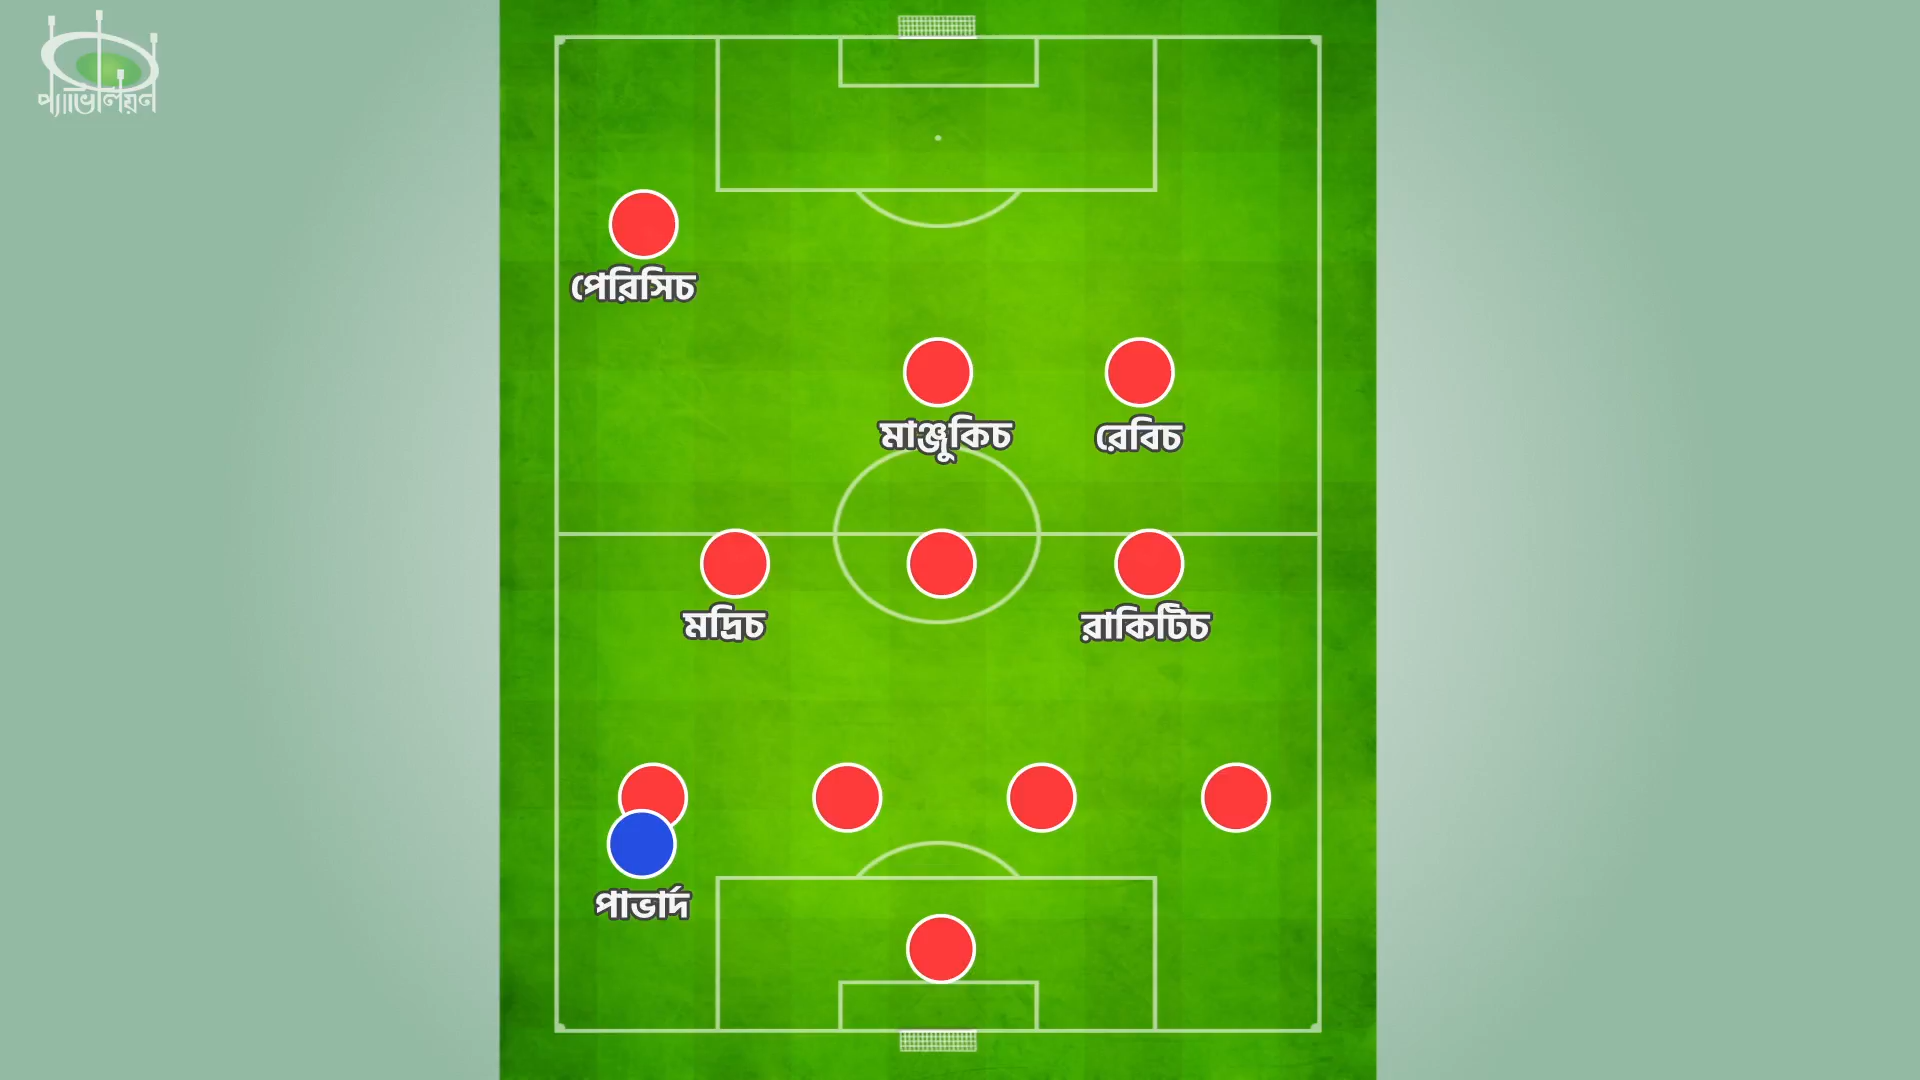 প্যাভিলিয়ন
পেরিসিচ
মাঞ্জুকিচ
রেবিচ
মদ্রিচ
রাকিটিচ
পাভার্দ